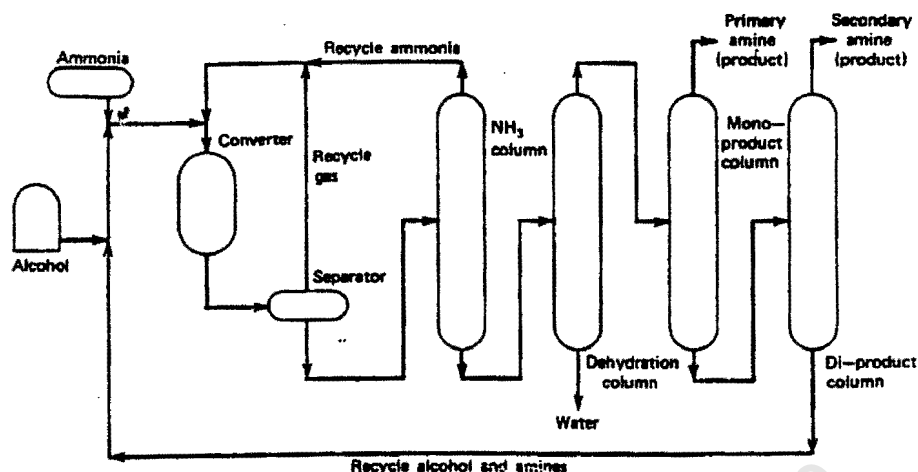 Primary
amine
(product)
Secondary
amine
(product)
Recycle ammonia
Ammonia
Converter
NH3
column
Mono—
product
column
Recycle
gas
Alcohol
Separator
Dehydration
column
Di—product
column
Water
Recycle alcohol and amines